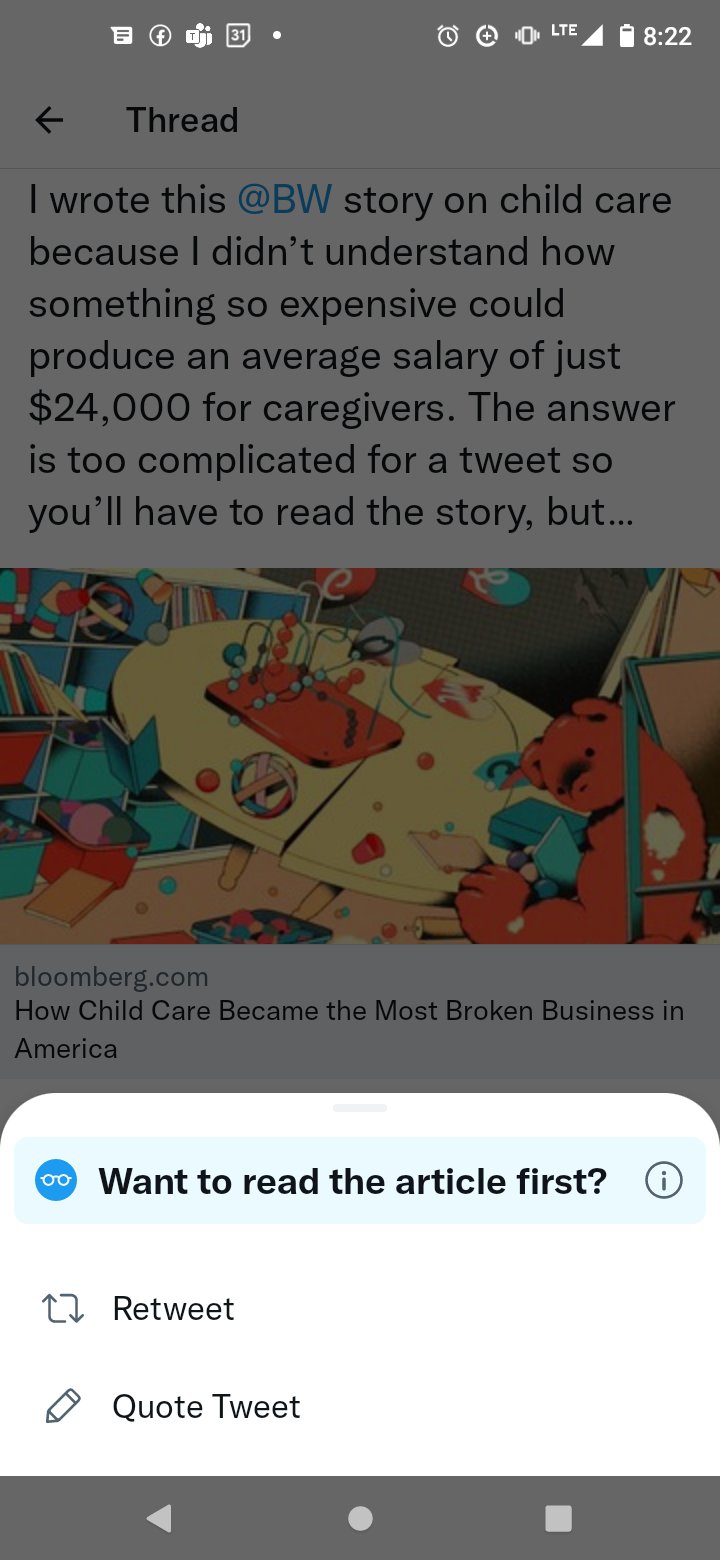 31
LTE
8:22
Thread
I wrote this @BW story on child care
because I didn’t understand how
something so expensive could
produce an average salary of just
$24,000 for caregivers. The answer
is too complicated for a tweet so
you’ll have to read the story, but…
bloomberg.com
How Child Care Became the Most Broken Business in
America
Want to read the article first?
Retweet
Quote Tweet